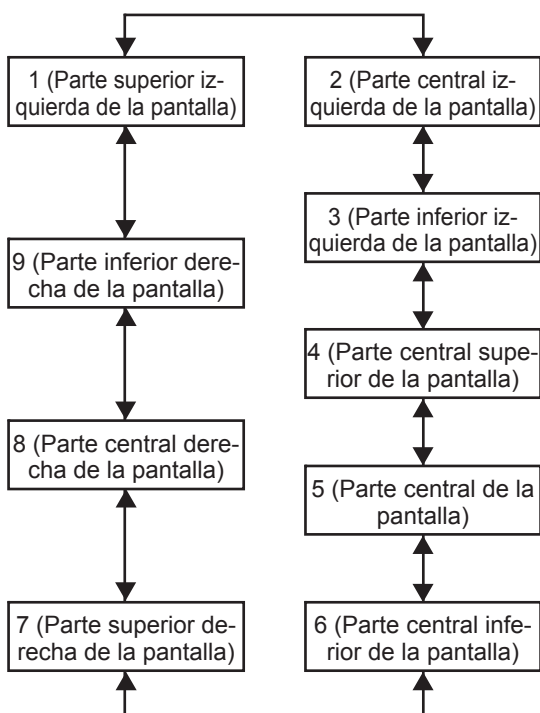 1 (Parte superior iz-
quierda de la pantalla)
2 (Parte central iz-
quierda de la pantalla)
3 (Parte inferior iz-
quierda de la pantalla)
9 (Parte inferior dere-
cha de la pantalla)
4 (Parte central supe-
rior de la pantalla)
8 (Parte central dere-
cha de la pantalla)
5 (Parte central de la
pantalla)
7 (Parte superior de-
recha de la pantalla)
6 (Parte central infe-
rior de la pantalla)